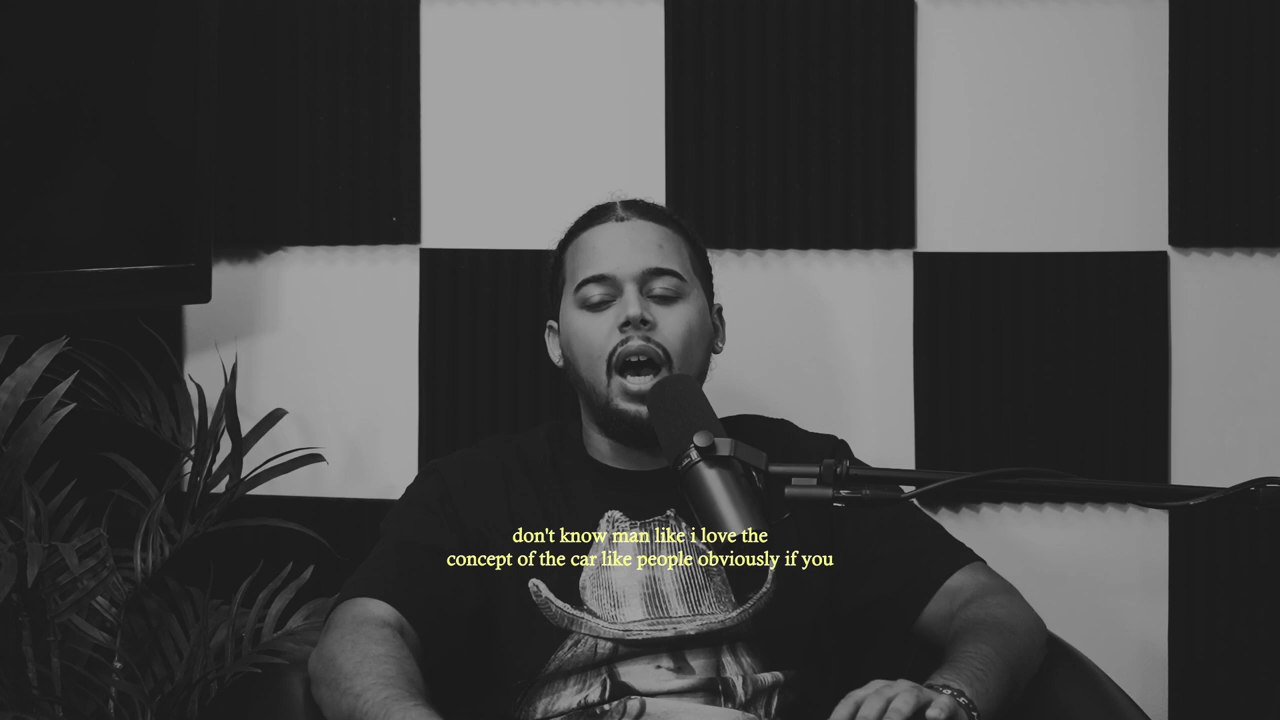 don't know man like i love the
concept of the car like people obviously if you